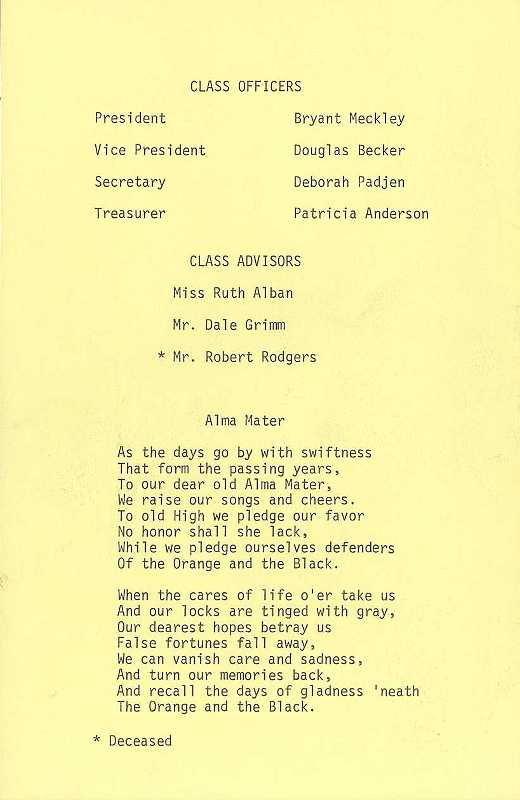 CLASS OFFICERS
President Bryant Meckley
Vice President Douglas Becker
Secretary Deborah Padjen
Treasurer Patricia Anderson
CLASS ADVISORS
Miss Ruth Alban
Mr. Dale Grimm
* Mr. Robert Rodgers
Alma Mater
As the days go by with swiftness
That form the passing years,
To our dear old Alma Mater,
We raise our songs and cheers.
To old High we pledge our favor
No honor shall she lack,
While we pledge ourselves defenders
Of the Orange and the Black.
When the cares of life o'er take us
And our locks are tinged with gray,
Our dearest hopes betray us
False fortunes fall away,
We can vanish care and sadness,
And turn our memories back,
And recall the days of gladness 'neath
The Orange and the Black.
* Deceased